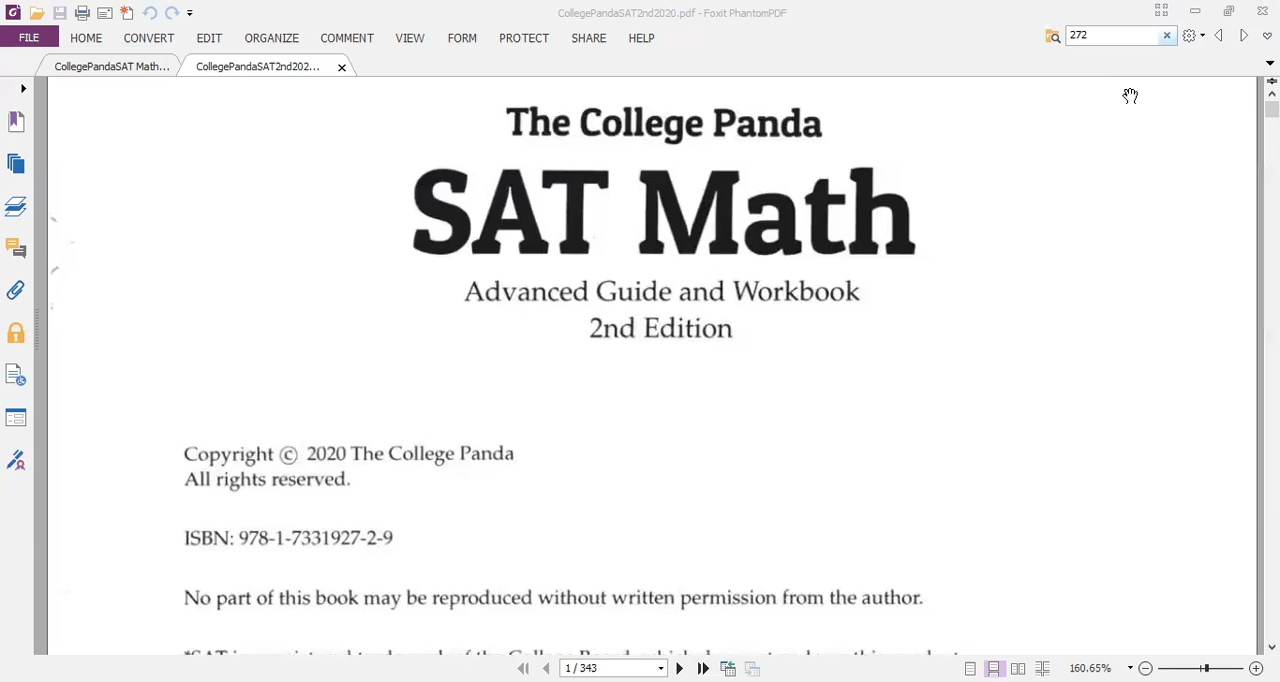 CollegePandaSAT2nd2020.pdf - Foxit PhantomPDF
FILE HOME CONVERT EDIT ORGANIZE COMMENT VIEW FORM PROTECT SHARE HELP
272
CollegePandaSAT Math... CollegePandaSAT2nd202...
The College Panda
SAT Math
Advanced Guide and Workbook
2nd Edition
Copyright © 2020 The College Panda
All rights reserved.
ISBN: 978-1-7331927-2-9
No part of this book may be reproduced without written permission from the author.
1 / 343
160.65%